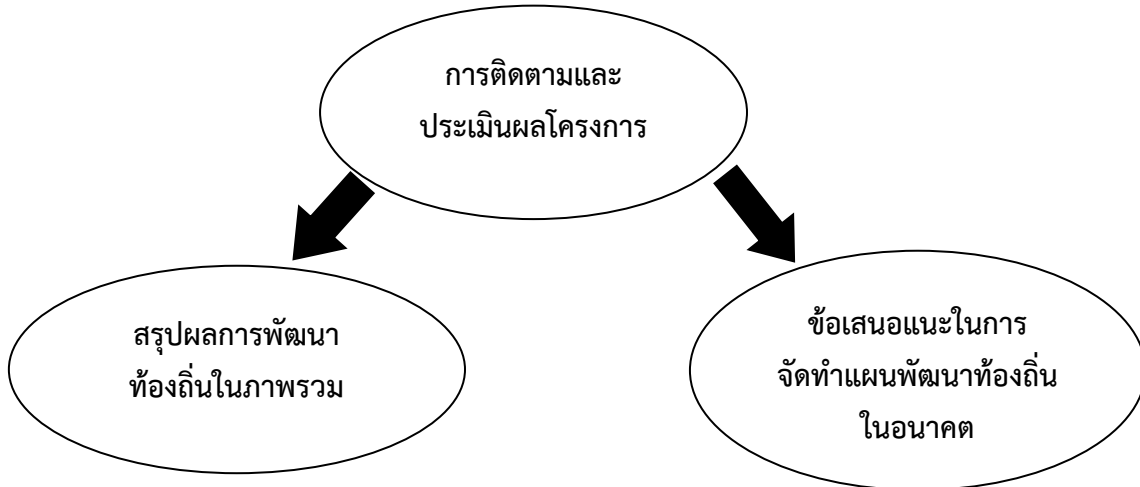 การติดตามและ
ประเมินผลโครงการ
สรุปผลการพัฒนา
ท้องถิ่นในภาพรวม
ข้อเสนอแนะในการ
จัดทำแผนพัฒนาท้องถิ่น
ในอนาคต